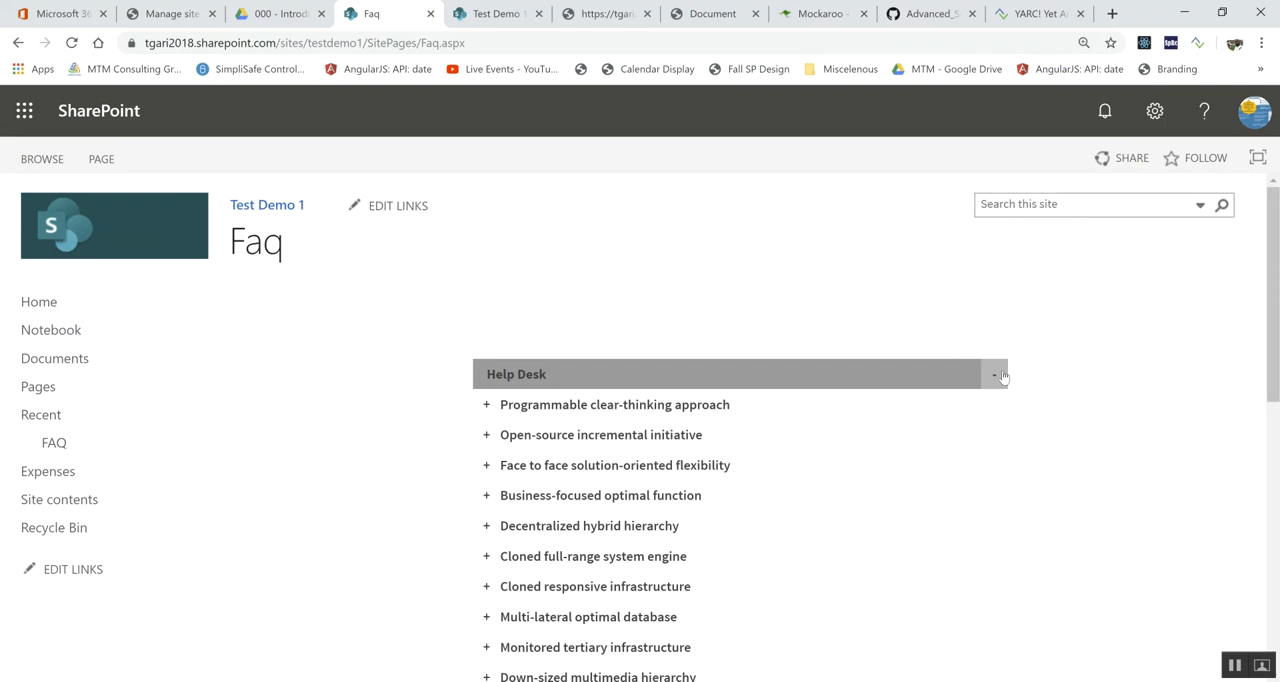 Microsoft 36
Manage site
000 - Introd
Faq
Test Demo 1
https://tgari
Document
Mockaroo -
Advanced_S
YARC! Yet A
tgari2018.sharepoint.com/sites/testdemo1/SitePages/Faq.aspx
Apps
MTM Consulting Gr...
SimpliSafe Control...
AngularJS: API: date
Live Events - YouTu...
Calendar Display
Fall SP Design
Miscelenous
MTM - Google Drive
AngularJS: API: date
Branding
»
SharePoint
BROWSE
PAGE
SHARE
FOLLOW
S
Test Demo 1
EDIT LINKS
Search this site
Faq
Home
Notebook
Documents
Pages
Recent
FAQ
Expenses
Site contents
Recycle Bin
EDIT LINKS
Help Desk -
+ Programmable clear-thinking approach
+ Open-source incremental initiative
+ Face to face solution-oriented flexibility
+ Business-focused optimal function
+ Decentralized hybrid hierarchy
+ Cloned full-range system engine
+ Cloned responsive infrastructure
+ Multi-lateral optimal database
+ Monitored tertiary infrastructure
+ Down-sized multimedia hierarchy